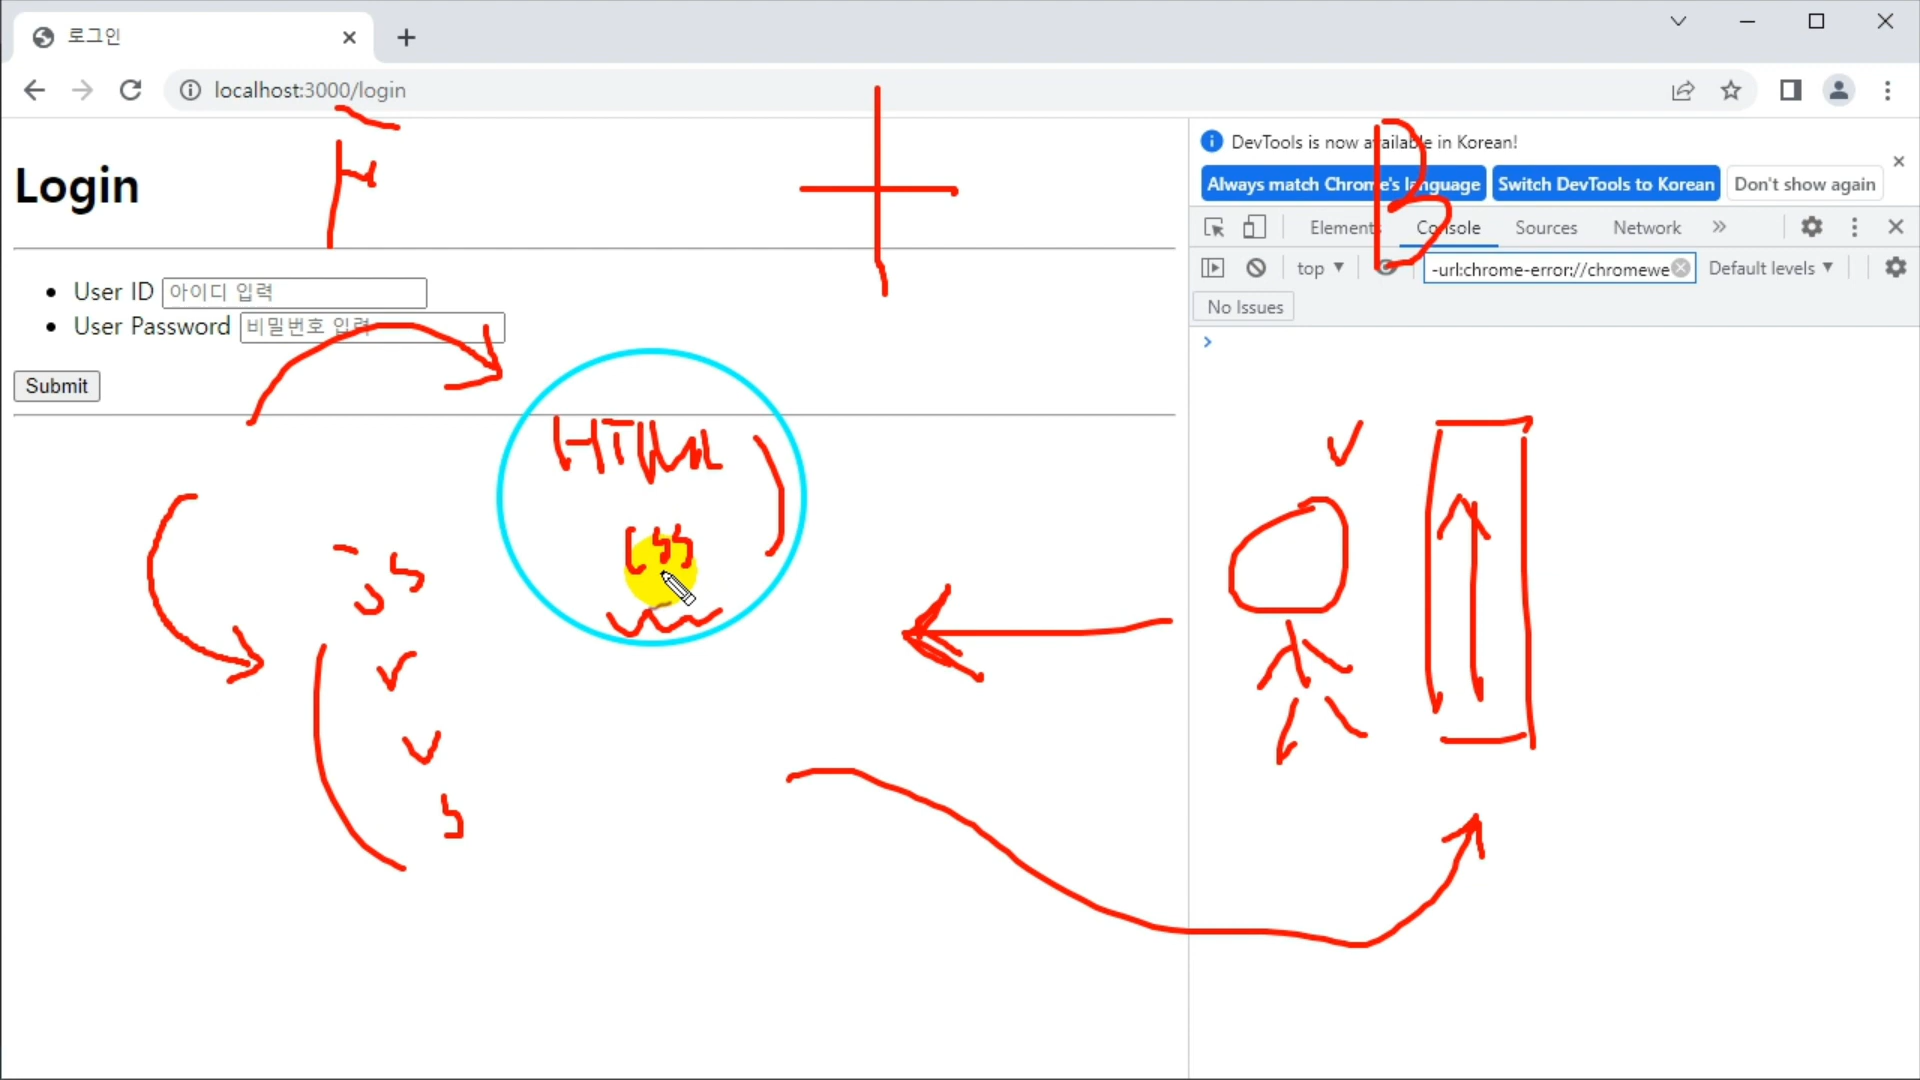 로그인
localhost:3000/login
F
B
Login
User ID 아이디 입력
User Password 비밀번호 입력
Submit
HTML
CSS
JS
DevTools is now available in Korean!
Always match Chrome's language
Switch DevTools to Korean
Don't show again
Elements
Console
Sources
Network
top
-url:chrome-error://chromewe
Default levels
No Issues